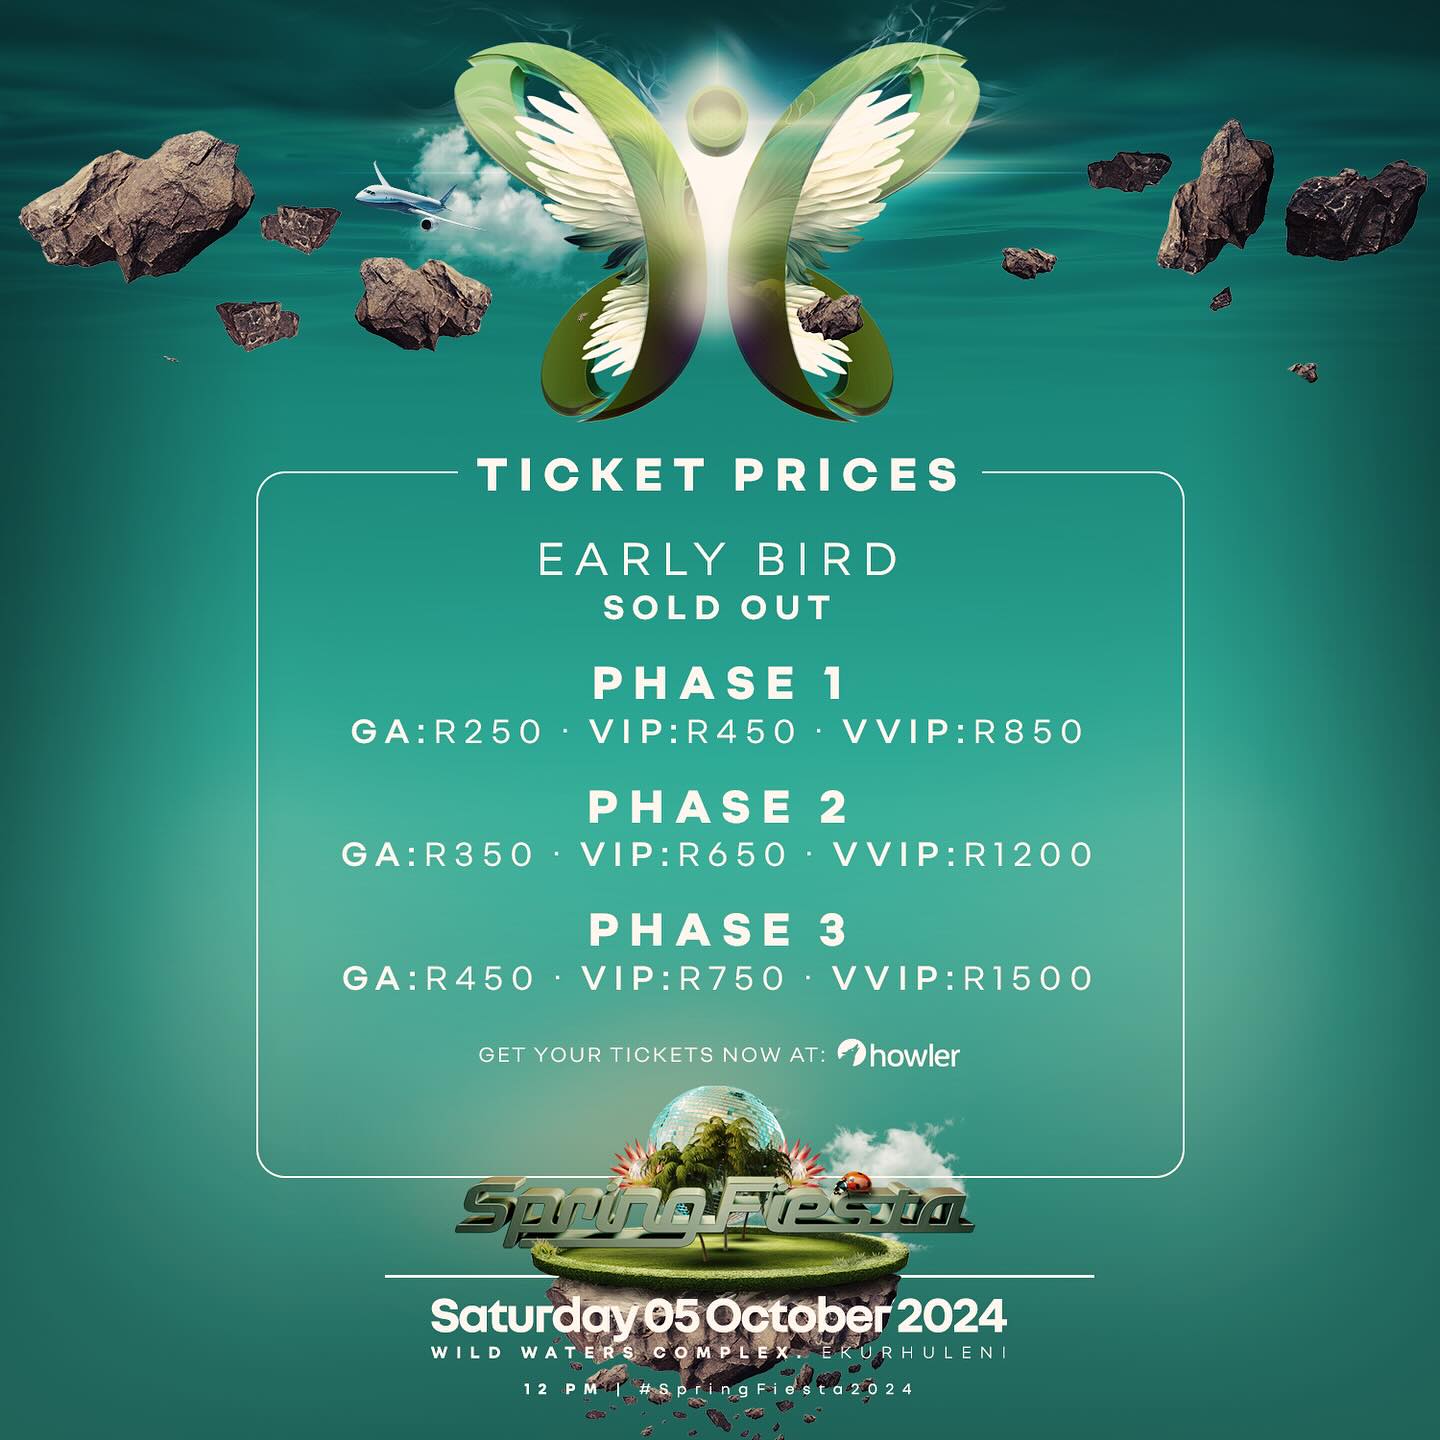 TICKET PRICES
EARLY BIRD
SOLD OUT
PHASE 1
GA:R250 · VIP:R450 · VVIP:R850
PHASE 2
GA:R350 · VIP:R650 · VVIP:R1200
PHASE 3
GA:R450 · VIP:R750 · VVIP:R1500
GET YOUR TICKETS NOW AT: howler
Spring Fiesta
Saturday 05 October 2024
WILD WATERS COMPLEX. EKURHULENI
12 PM | #SpringFiesta2024